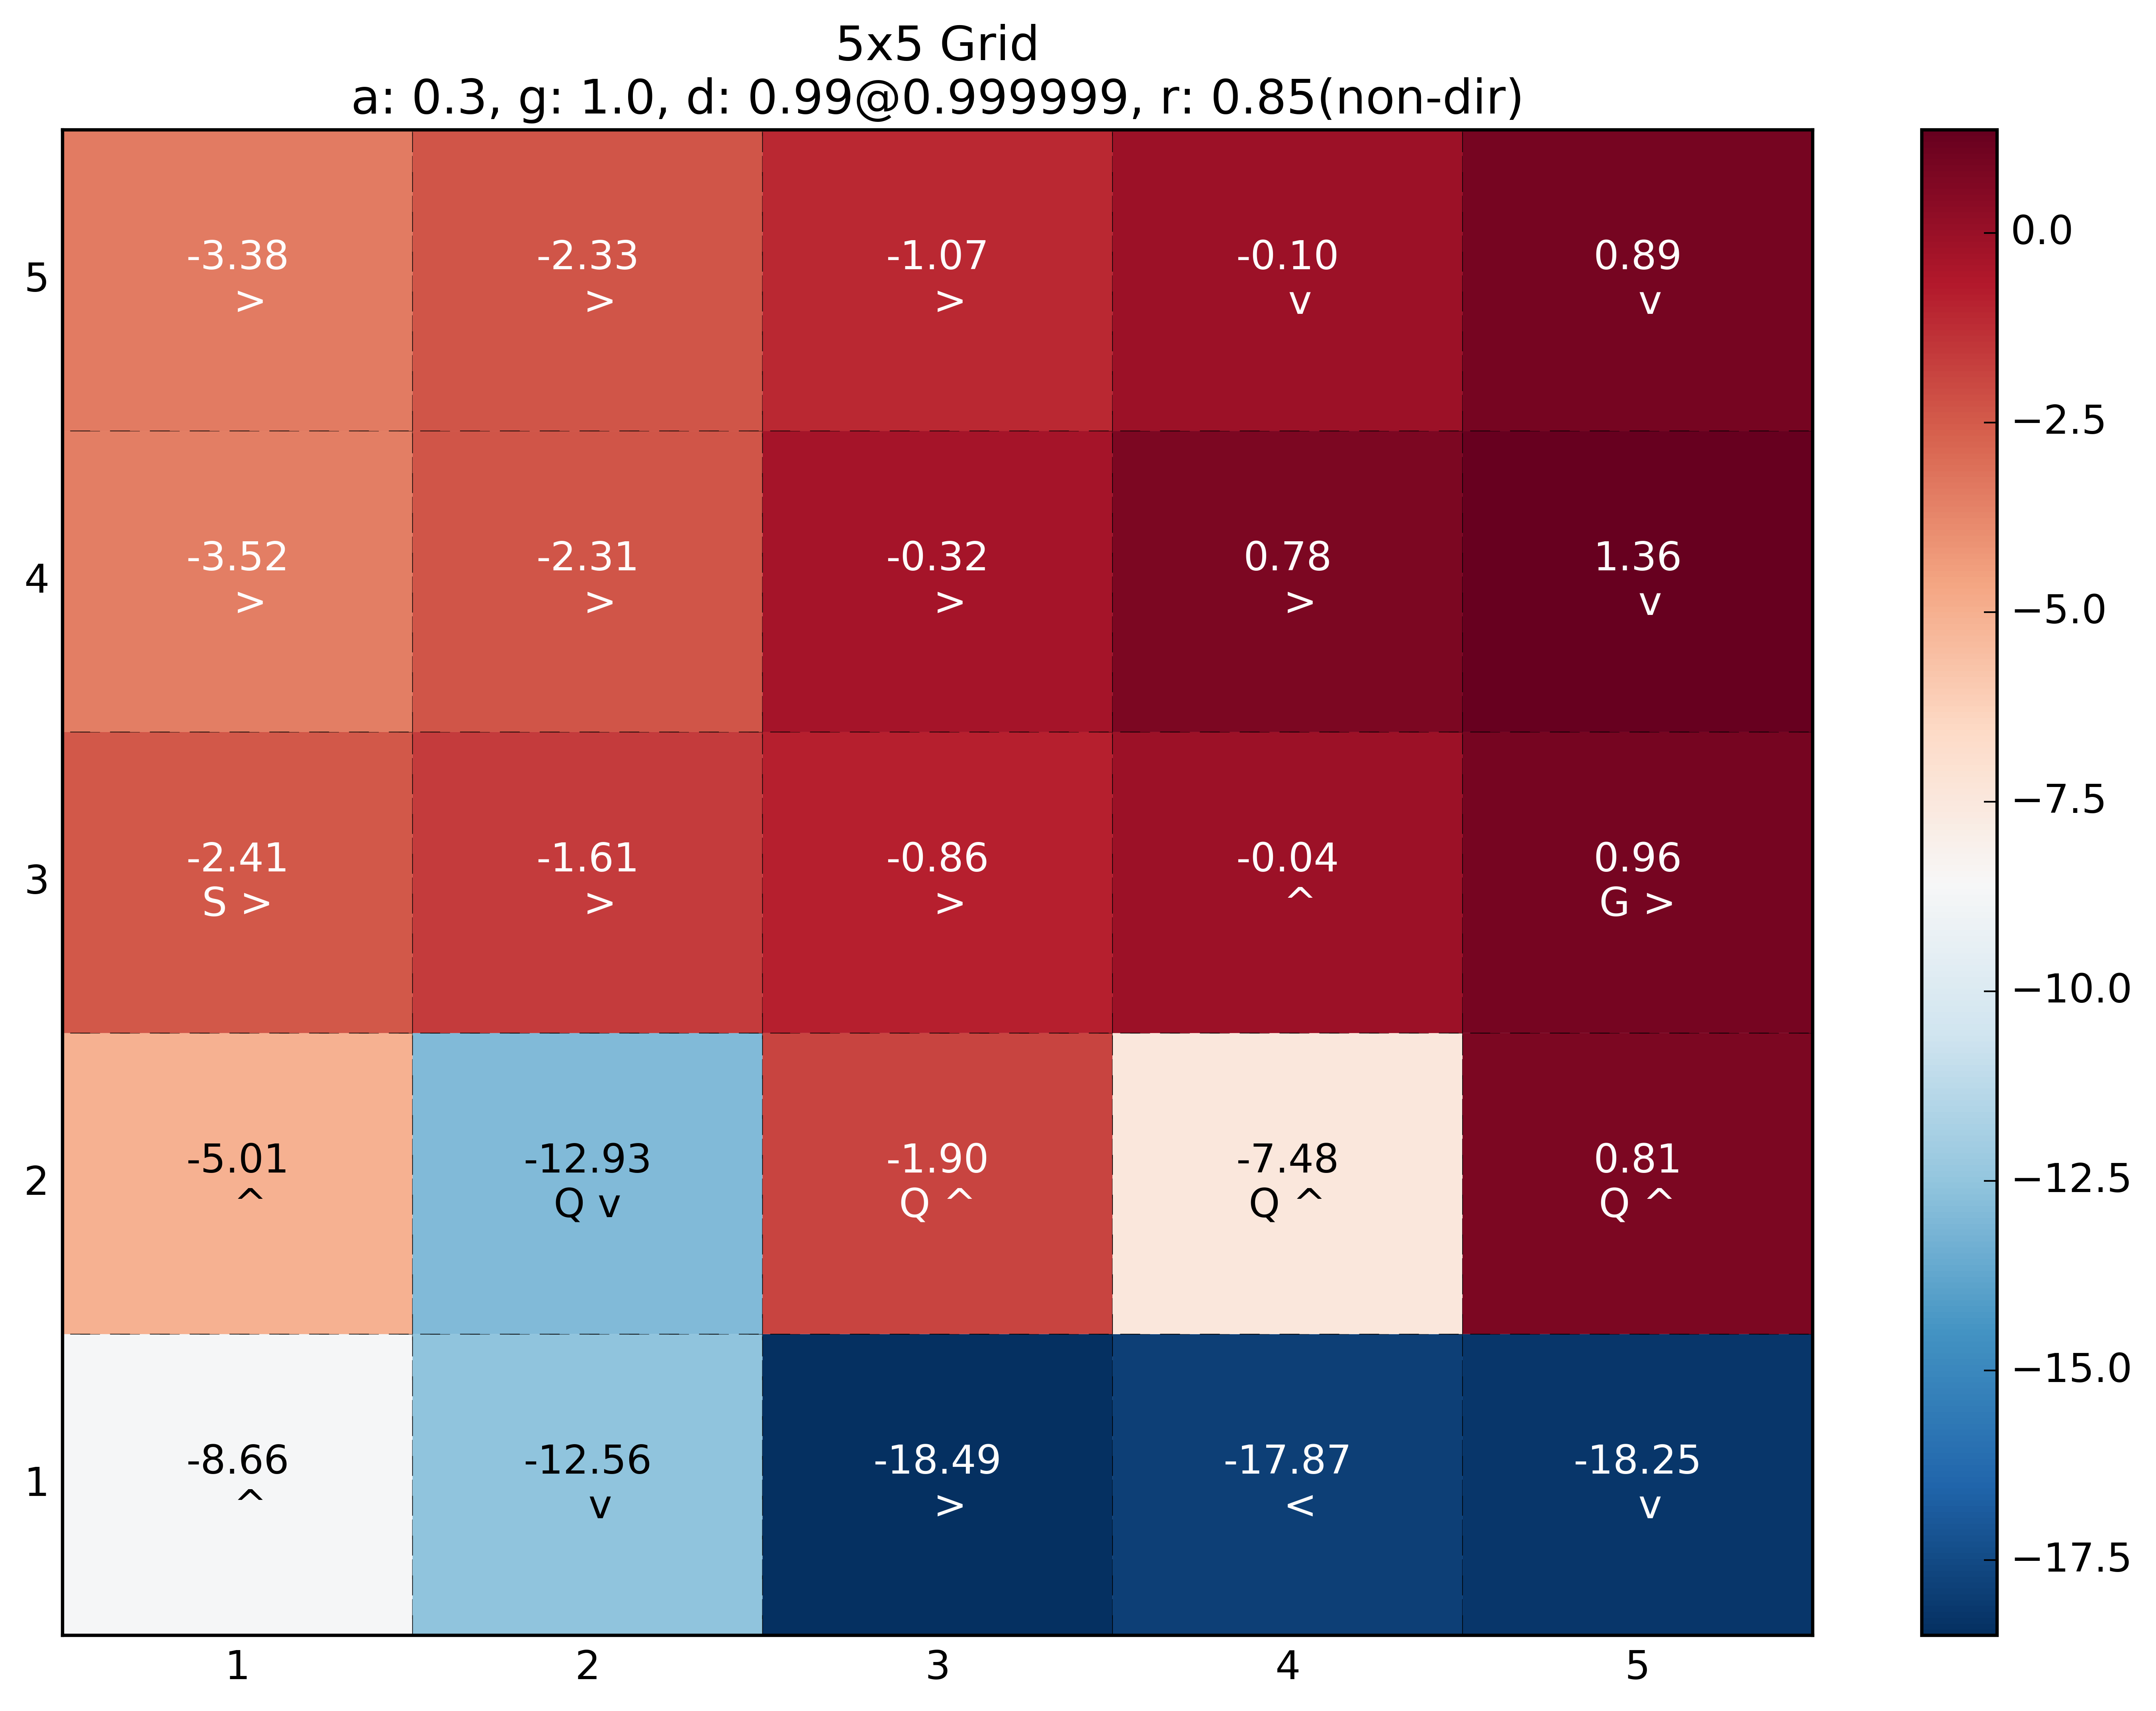 5x5 Grid
a: 0.3, g: 1.0, d: 0.99@0.999999, r: 0.85(non-dir)
5 -3.38 -2.33 -1.07 -0.10 0.89
> > > v v
4 -3.52 -2.31 -0.32 0.78 1.36
> > > > v
3 -2.41 -1.61 -0.86 -0.04 0.96
S > > > ^ G >
2 -5.01 -12.93 -1.90 -7.48 0.81
^ Q v Q ^ Q ^ Q ^
1 -8.66 -12.56 -18.49 -17.87 -18.25
^ v > < v
1 2 3 4 5
0.0
−2.5
−5.0
−7.5
−10.0
−12.5
−15.0
−17.5